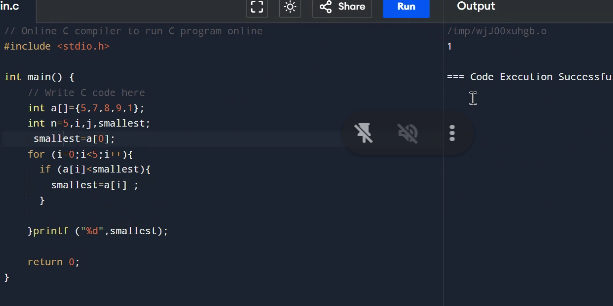 in.c Share Run Output
// Online C compiler to run C program online
#include <stdio.h>
int main() {
// Write C code here
int a[]={5,7,8,9,1};
int n=5,i,j,smallest;
smallest=a[0];
for (i=0;i<5;i++){
if (a[i]<smallest){
smallest=a[i] ;
}
}printf ("%d",smallest);
return 0;
}
/tmp/wjJOOxuhgb.o
1
=== Code Execution Successfu